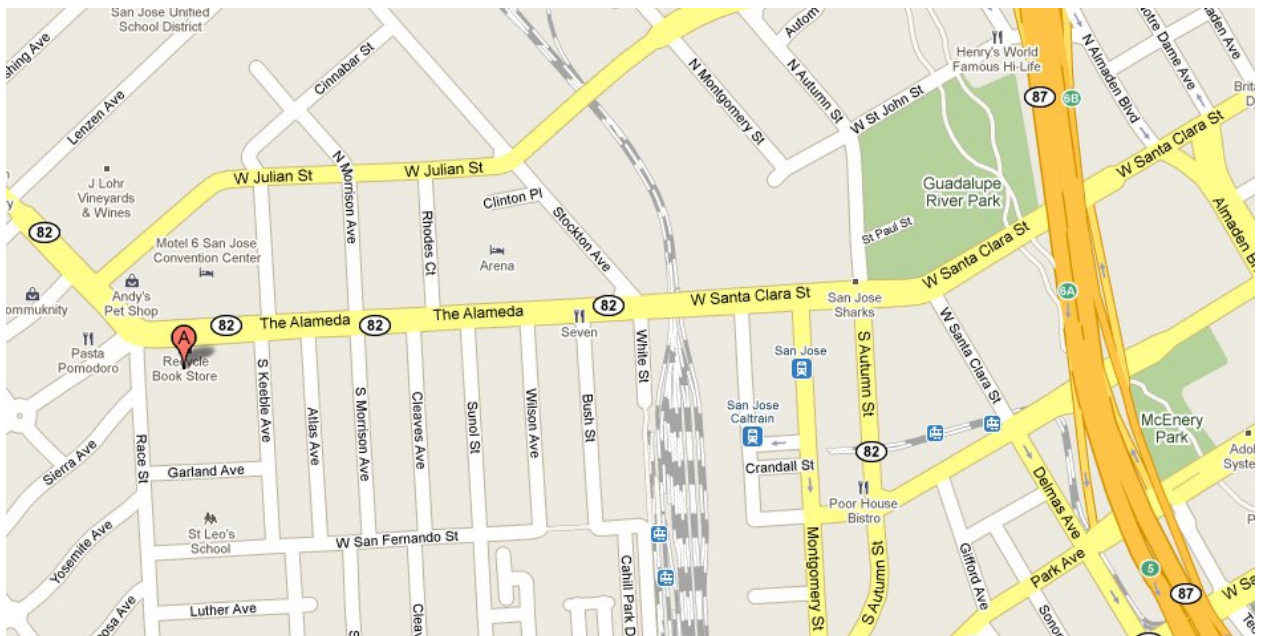 San Jose Unified
School District
Cinnabar St
Lenzen Ave
N Montgomery St
N Autumn St
W St John St
Henry's World
Famous Hi-Life
87
6B
N Almaden Blvd
W Santa Clara St
J Lohr
Vineyards
& Wines
W Julian St
N Morrison Ave
W Julian St
Rhodes Ct
Clinton Pl
Stockton Ave
Guadalupe
River Park
St Paul St
W Santa Clara St
82
Motel 6 San Jose
Convention Center
Arena
Andy's
Pet Shop
82
The Alameda
82
The Alameda
82
W Santa Clara St
San Jose
Sharks
6A
Seven
Pasta
Pomodoro
A
Recycle
Book Store
S Keeble Ave
Atlas Ave
S Morrison Ave
Cleaves Ave
Sunol St
Wilson Ave
Bush St
White St
San Jose
San Jose
Caltrain
S Autumn St
W Santa Clara St
McEnery
Park
Sierra Ave
Race St
Garland Ave
Crandall St
82
Poor House
Bistro
Delmas Ave
St Leo's
School
W San Fernando St
Yosemite Ave
Luther Ave
Cahill Park D
Montgomery St
S Autumn St
Gifford Ave
Park Ave
5
87